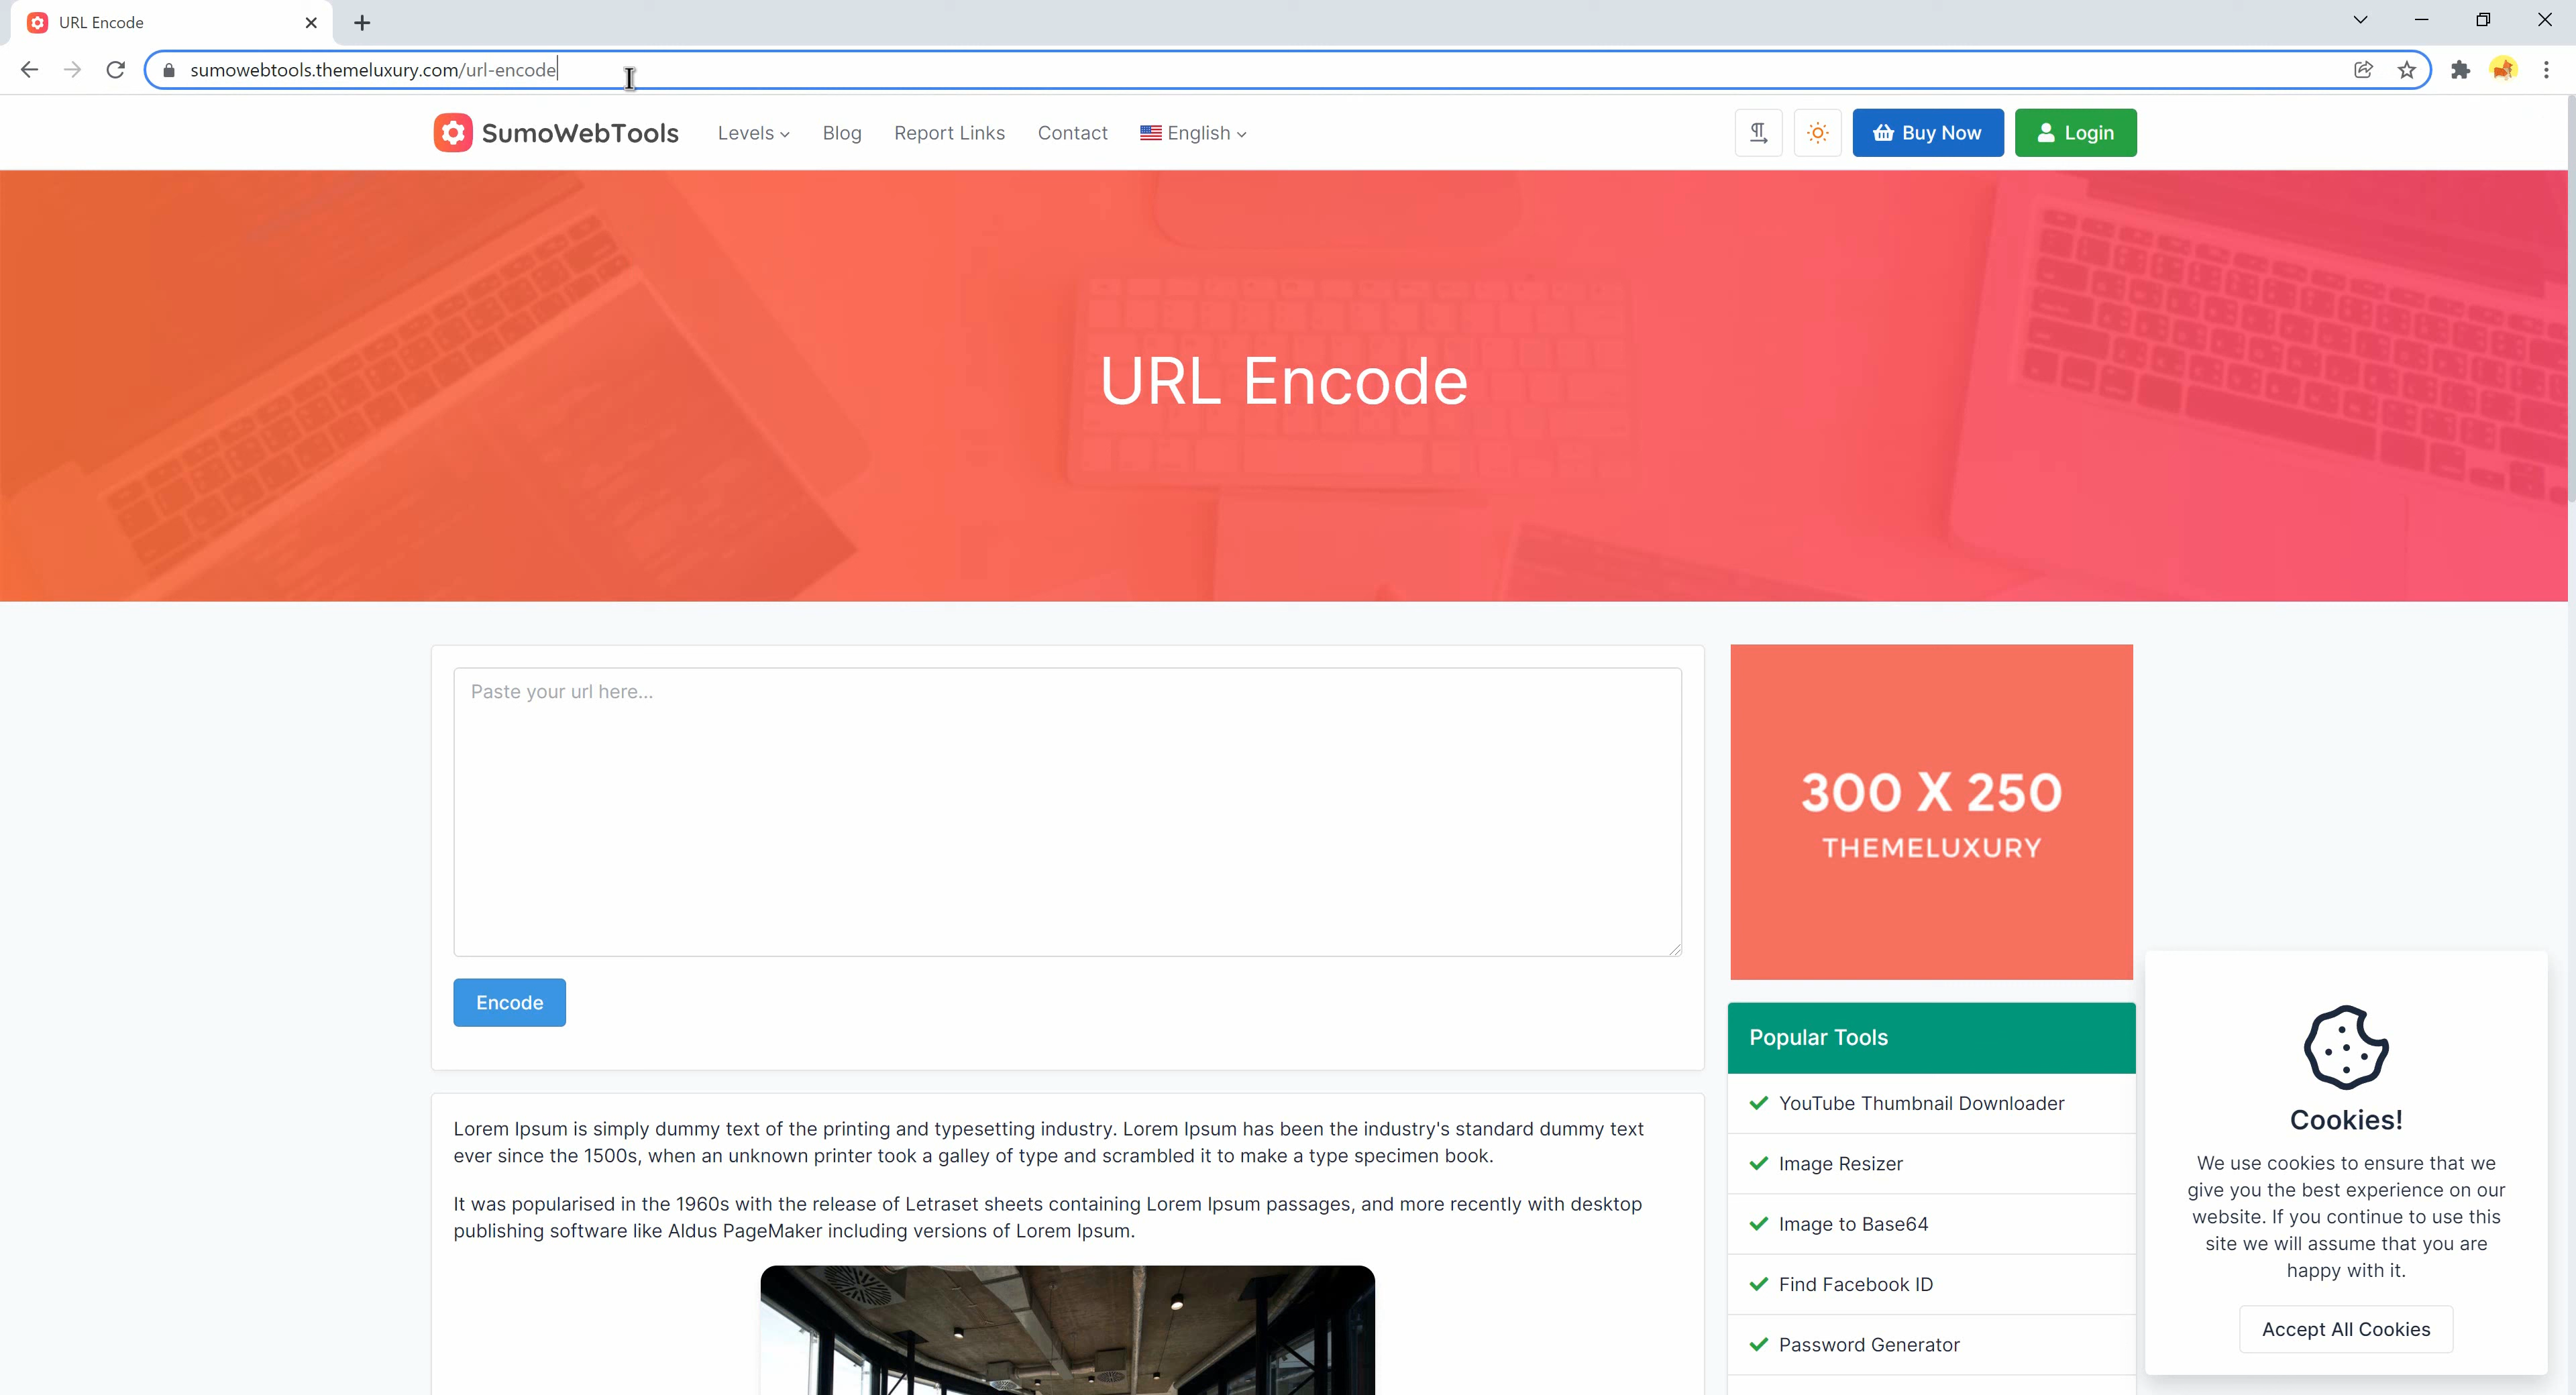 URL Encode
sumowebtools.themeluxury.com/url-encode
SumoWebTools
Levels
Blog
Report Links
Contact
English
Buy Now
Login
URL Encode
Paste your url here...
Encode
300 X 250
THEMELUXURY
Lorem Ipsum is simply dummy text of the printing and typesetting industry. Lorem Ipsum has been the industry's standard dummy text
ever since the 1500s, when an unknown printer took a galley of type and scrambled it to make a type specimen book.
It was popularised in the 1960s with the release of Letraset sheets containing Lorem Ipsum passages, and more recently with desktop
publishing software like Aldus PageMaker including versions of Lorem Ipsum.
Popular Tools
YouTube Thumbnail Downloader
Image Resizer
Image to Base64
Find Facebook ID
Password Generator
Cookies!
We use cookies to ensure that we
give you the best experience on our
website. If you continue to use this
site we will assume that you are
happy with it.
Accept All Cookies